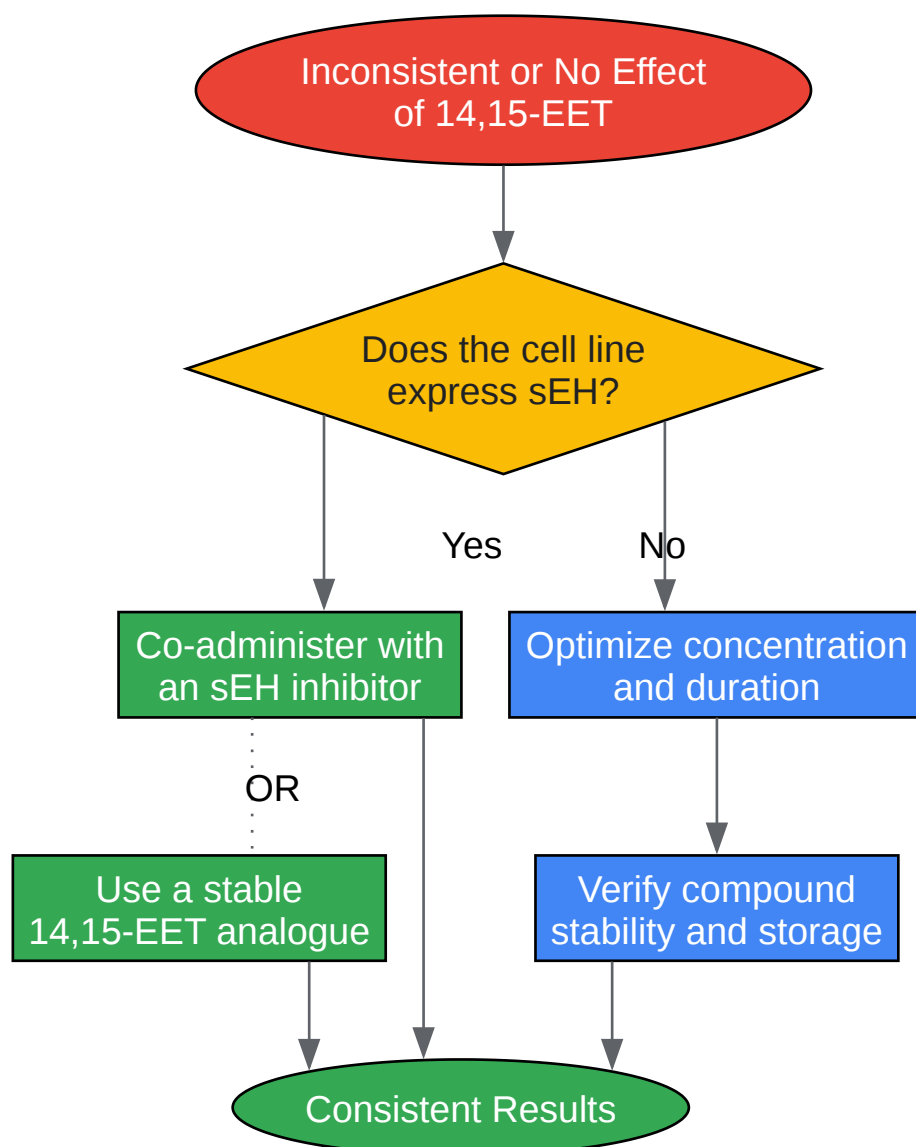 Inconsistent or No Effect
of 14,15-EET
Does the cell line
express sEH?
Yes
No
Co-administer with
an sEH inhibitor
Optimize concentration
and duration
OR
Use a stable
14,15-EET analogue
Verify compound
stability and storage
Consistent Results